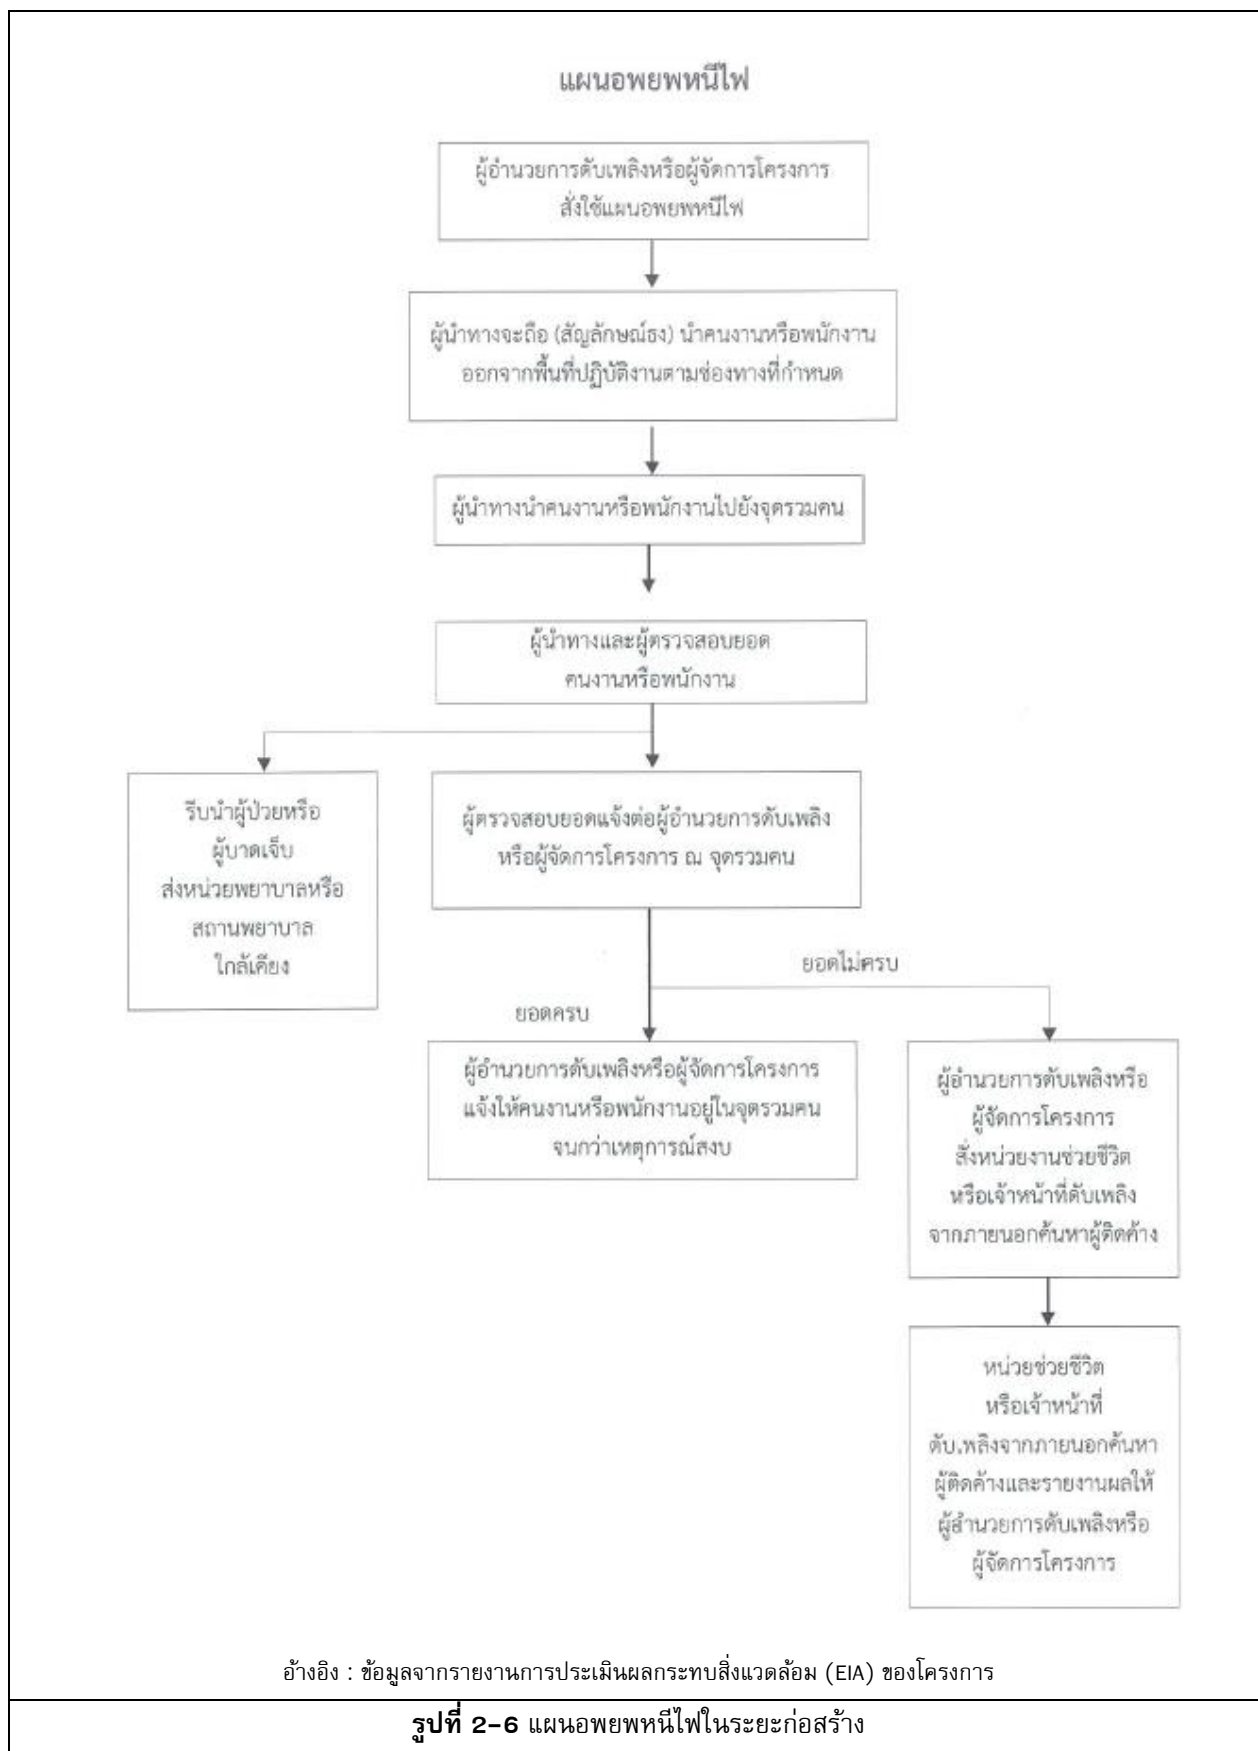 แผนอพยพหนีไฟ
ผู้อำนวยการดับเพลิงหรือผู้จัดการโครงการ
สั่งใช้แผนอพยพหนีไฟ
ผู้นำทางจะถือ (สัญลักษณ์ธง) นำคนงานหรือพนักงาน
ออกจากพื้นที่ปฏิบัติงานตามช่องทางที่กำหนด
ผู้นำทางนำคนงานหรือพนักงานไปยังจุดรวมคน
ผู้นำทางและผู้ตรวจสอบยอด
คนงานหรือพนักงาน
รีบนำผู้ป่วยหรือ
ผู้บาดเจ็บ
ส่งหน่วยพยาบาลหรือ
สถานพยาบาล
ใกล้เคียง
ผู้ตรวจสอบยอดแจ้งต่อผู้อำนวยการดับเพลิง
หรือผู้จัดการโครงการ ณ จุดรวมคน
ยอดไม่ครบ
ยอดครบ
ผู้อำนวยการดับเพลิงหรือผู้จัดการโครงการ
แจ้งให้คนงานหรือพนักงานอยู่ในจุดรวมคน
จนกว่าเหตุการณ์สงบ
ผู้อำนวยการดับเพลิงหรือ
ผู้จัดการโครงการ
สั่งหน่วยงานช่วยชีวิต
หรือเจ้าหน้าที่ดับเพลิง
จากภายนอกค้นหาผู้ติดค้าง
หน่วยช่วยชีวิต
หรือเจ้าหน้าที่
ดับเพลิงจากภายนอกค้นหา
ผู้ติดค้างและรายงานผลให้
ผู้อำนวยการดับเพลิงหรือ
ผู้จัดการโครงการ
อ้างอิง : ข้อมูลจากรายงานการประเมินผลกระทบสิ่งแวดล้อม (EIA) ของโครงการ
รูปที่ 2-6 แผนอพยพหนีไฟในระยะก่อสร้าง